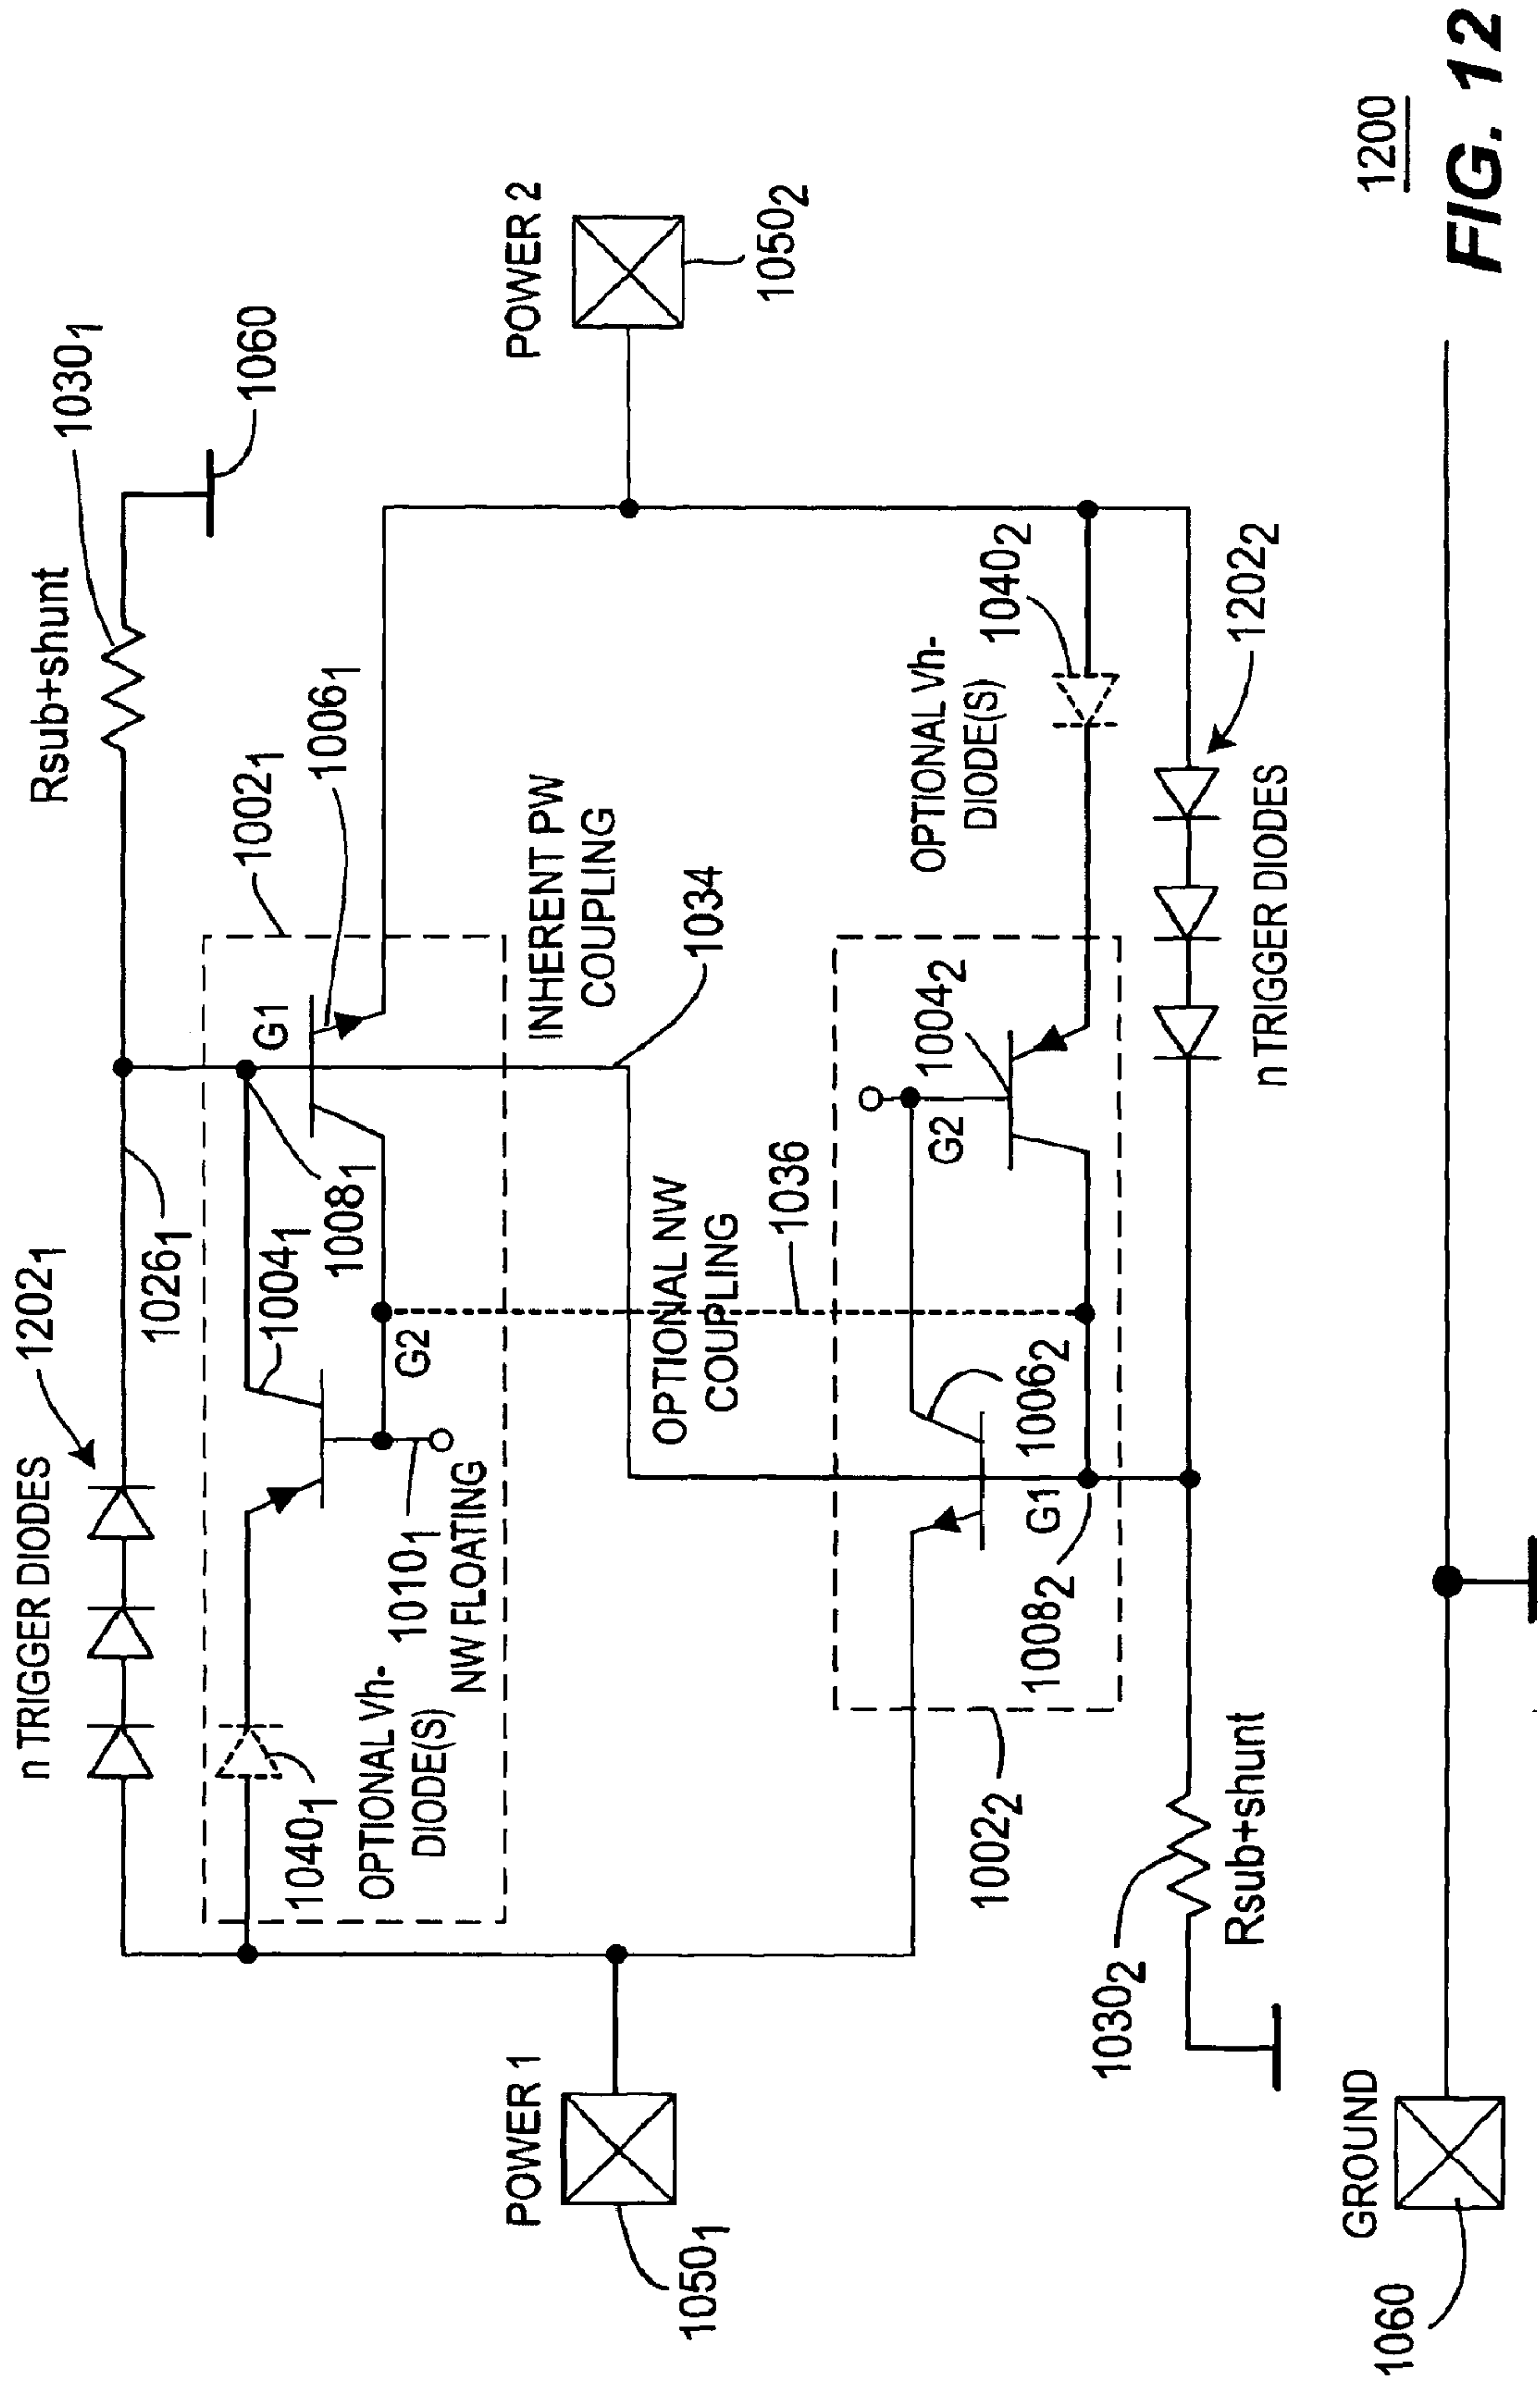 n TRIGGER DIODES
1202₁
1026₁
Rsub+shunt
1030₁
1060
1002₁
1006₁
G1
1004₁
1008₁
1040₁
OPTIONAL Vh-
DIODE(S)
1010₁
NW FLOATING
G2
INHERENT PW
COUPLING
1034
POWER 1
1050₁
POWER 2
1050₂
OPTIONAL NW
COUPLING
1036
1002₂
1008₂
G1
1006₂
G2
1004₂
OPTIONAL Vh-
DIODE(S)
1040₂
1202₂
n TRIGGER DIODES
1030₂
Rsub+shunt
GROUND
1060
1200
FIG. 12